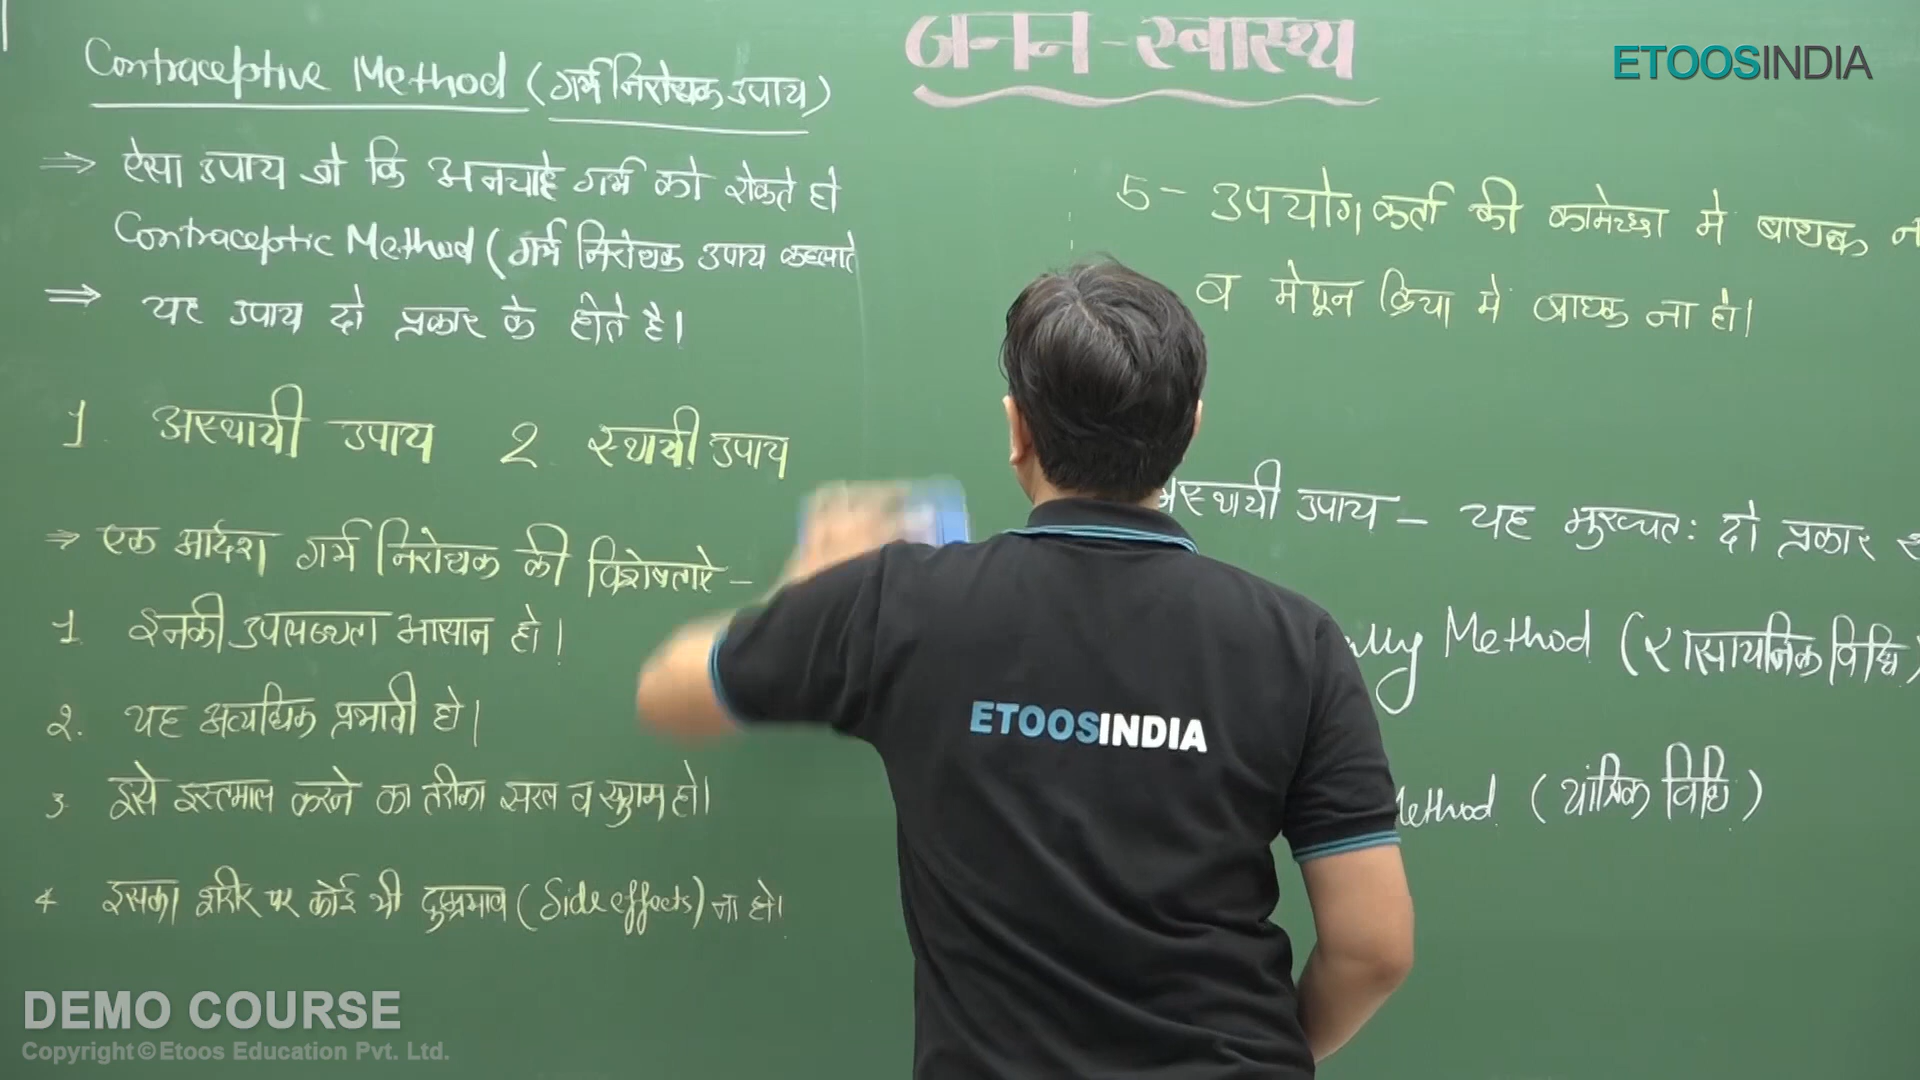 जनन-स्वास्थ्य
ETOOSINDIA
Contraceptive Method (गर्भ निरोधक उपाय)
⇒ ऐसा उपाय जो कि अनचाहे गर्भ को रोकते हो
Contraceptic Method (गर्भ निरोधक उपाय कहलाते
⇒ यह उपाय दो प्रकार के होते है।
1. अस्थायी उपाय 2. स्थायी उपाय
⇒ एक आदर्श गर्भ निरोधक की विशेषताऐ -
1. इनकी उपलब्धता आसान हो।
2. यह अत्यधिक प्रभावी हो।
3. इसे इस्तमाल करने का तरीका सरल व सुगम हो।
4 इसका शरीर पर कोई भी दुष्प्रभाव (Side effects) ना हो।
5- उपयोगकर्ता की कामेच्छा मे बाधक
व मेथुन क्रिया मे बाधक ना हो।
अस्थायी उपाय - यह मुख्यतः दो प्रकार
Method (रासायनिक विधि)
Method (यांत्रिक विधि)
ETOOSINDIA
DEMO COURSE
Copyright © Etoos Education Pvt. Ltd.